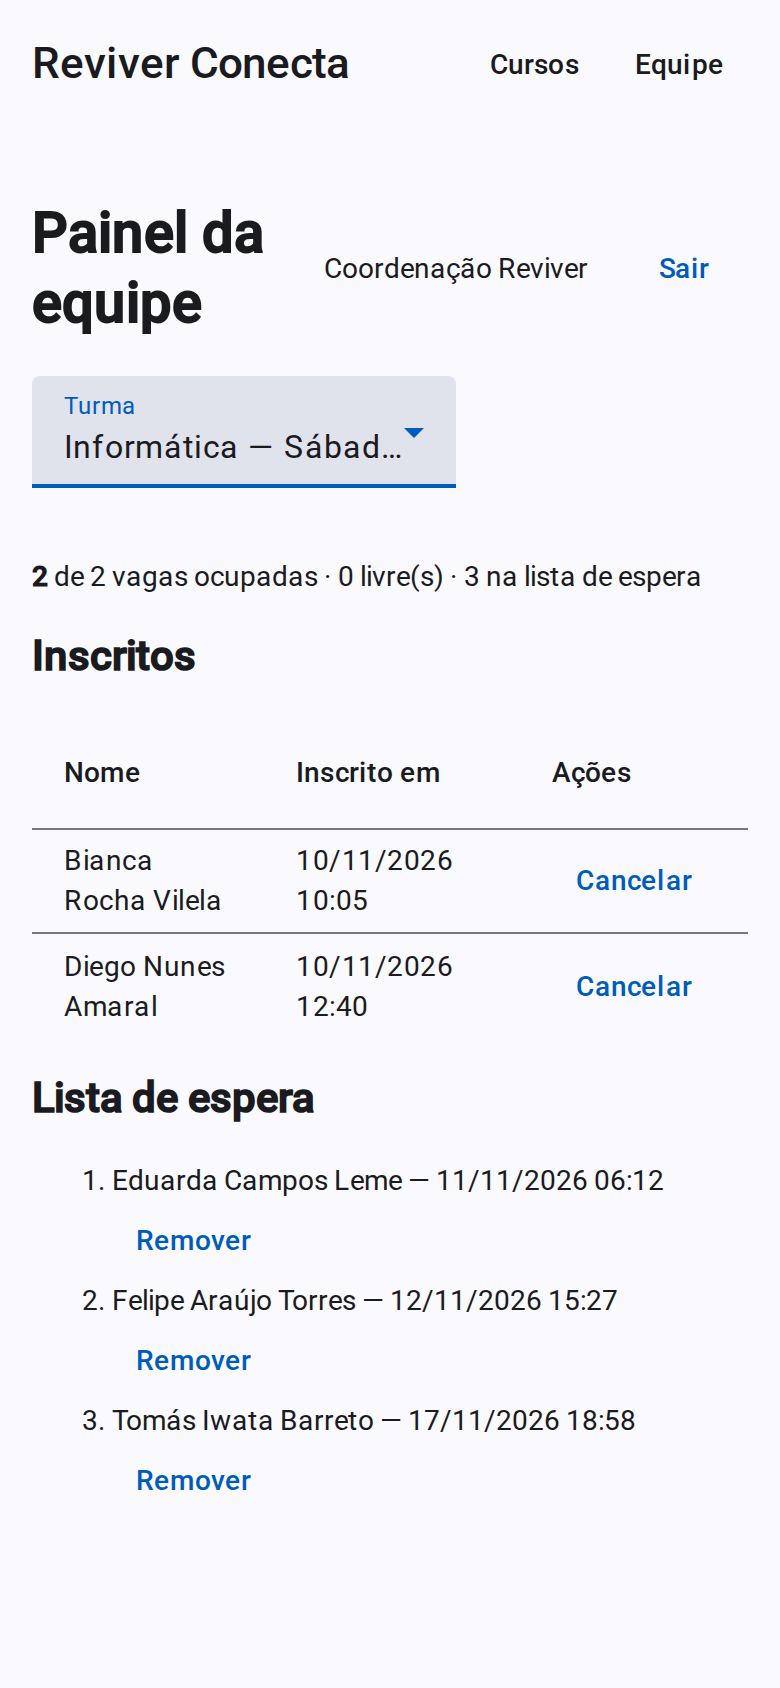 Reviver Conecta
Cursos
Equipe
Painel da
equipe
Coordenação Reviver
Sair
Turma
Informática — Sábad…
2 de 2 vagas ocupadas · 0 livre(s) · 3 na lista de espera
Inscritos
Nome
Inscrito em
Ações
Bianca
Rocha Vilela
10/11/2026
10:05
Cancelar
Diego Nunes
Amaral
10/11/2026
12:40
Cancelar
Lista de espera
1. Eduarda Campos Leme — 11/11/2026 06:12
Remover
2. Felipe Araújo Torres — 12/11/2026 15:27
Remover
3. Tomás Iwata Barreto — 17/11/2026 18:58
Remover